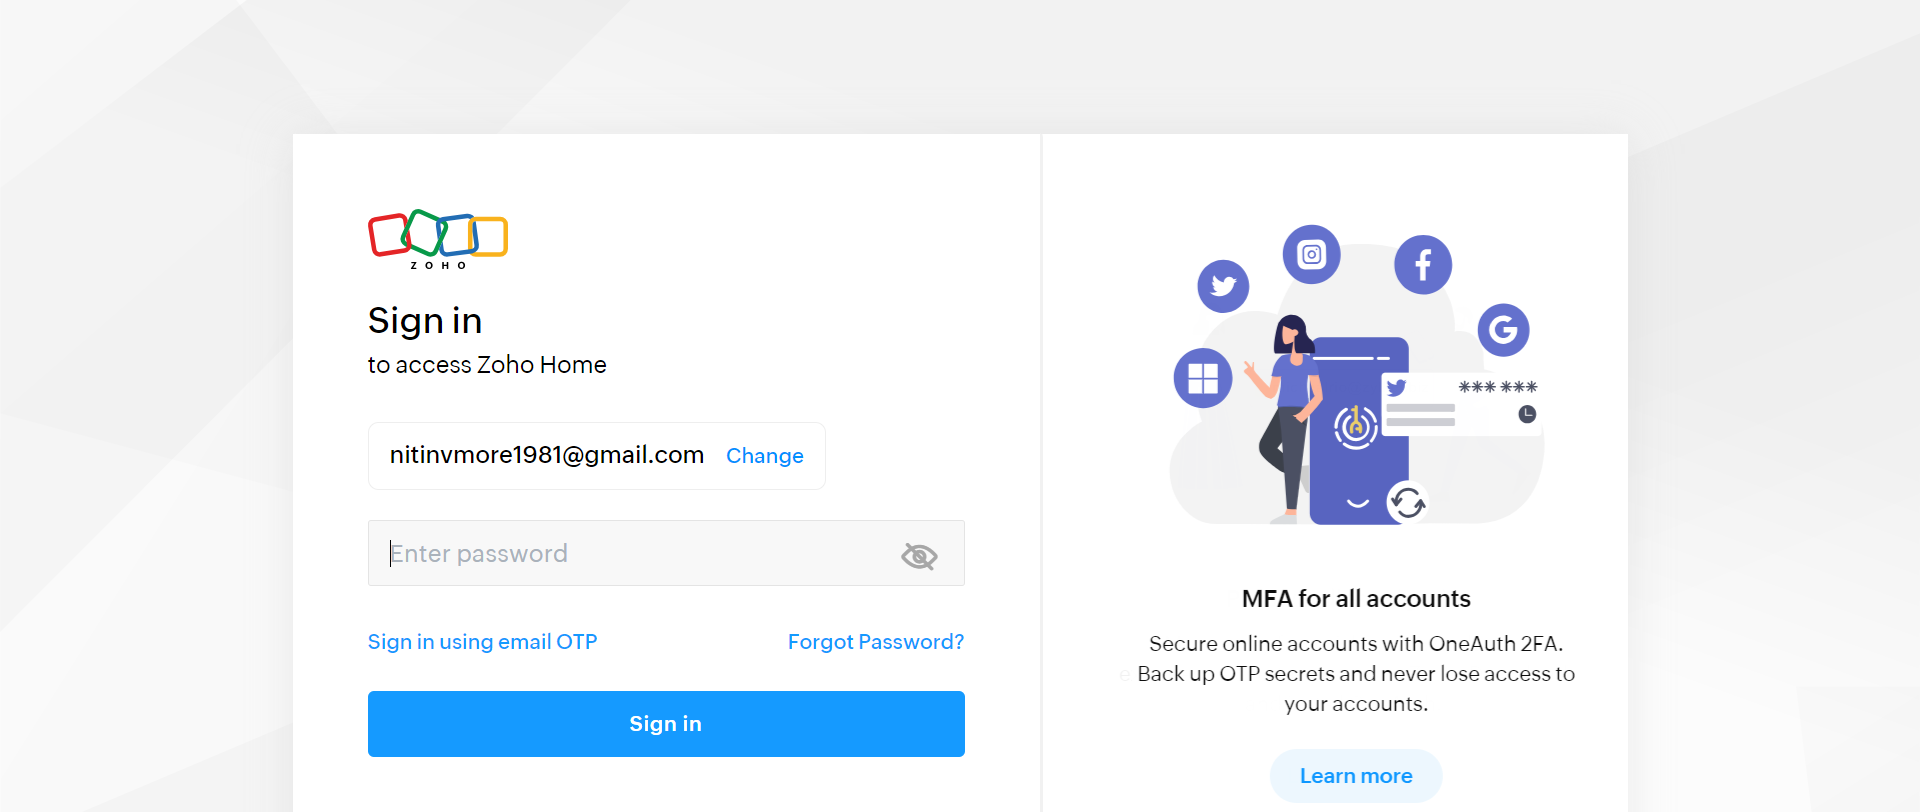 ZOHO
Sign in
to access Zoho Home
nitinvmore1981@gmail.com Change
Enter password
Sign in using email OTP Forgot Password?
Sign in
*** ***
MFA for all accounts
Secure online accounts with OneAuth 2FA.
Back up OTP secrets and never lose access to
your accounts.
Learn more